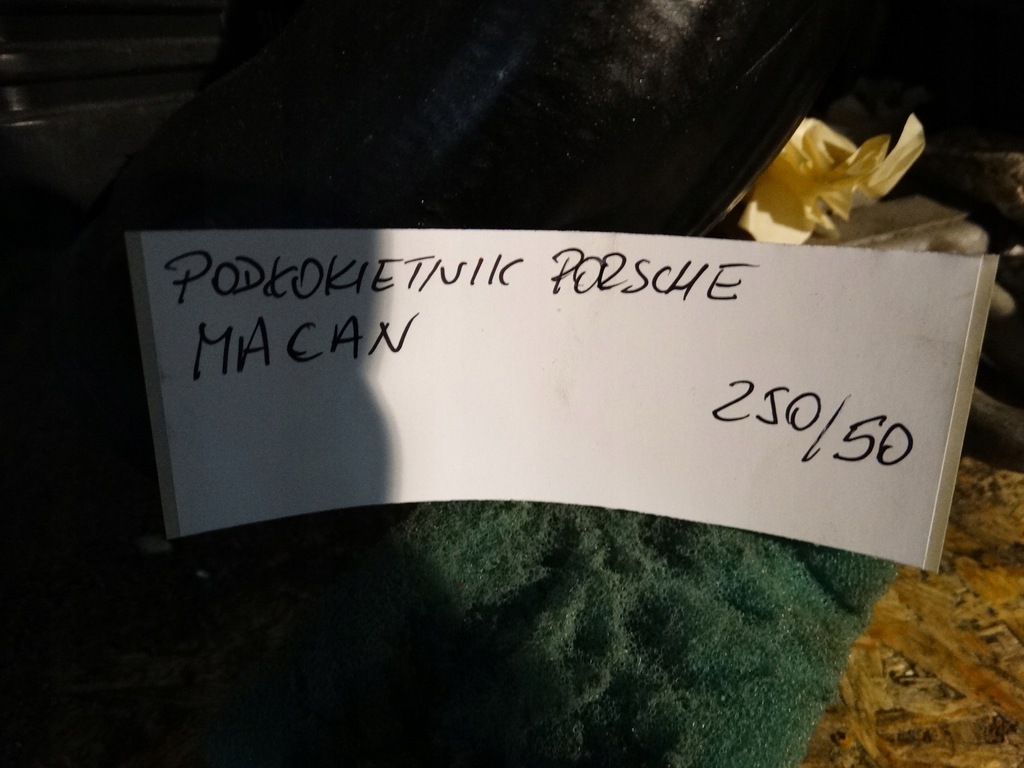 PODŁOKIETNIK PORSCHE
MACAN
250/50